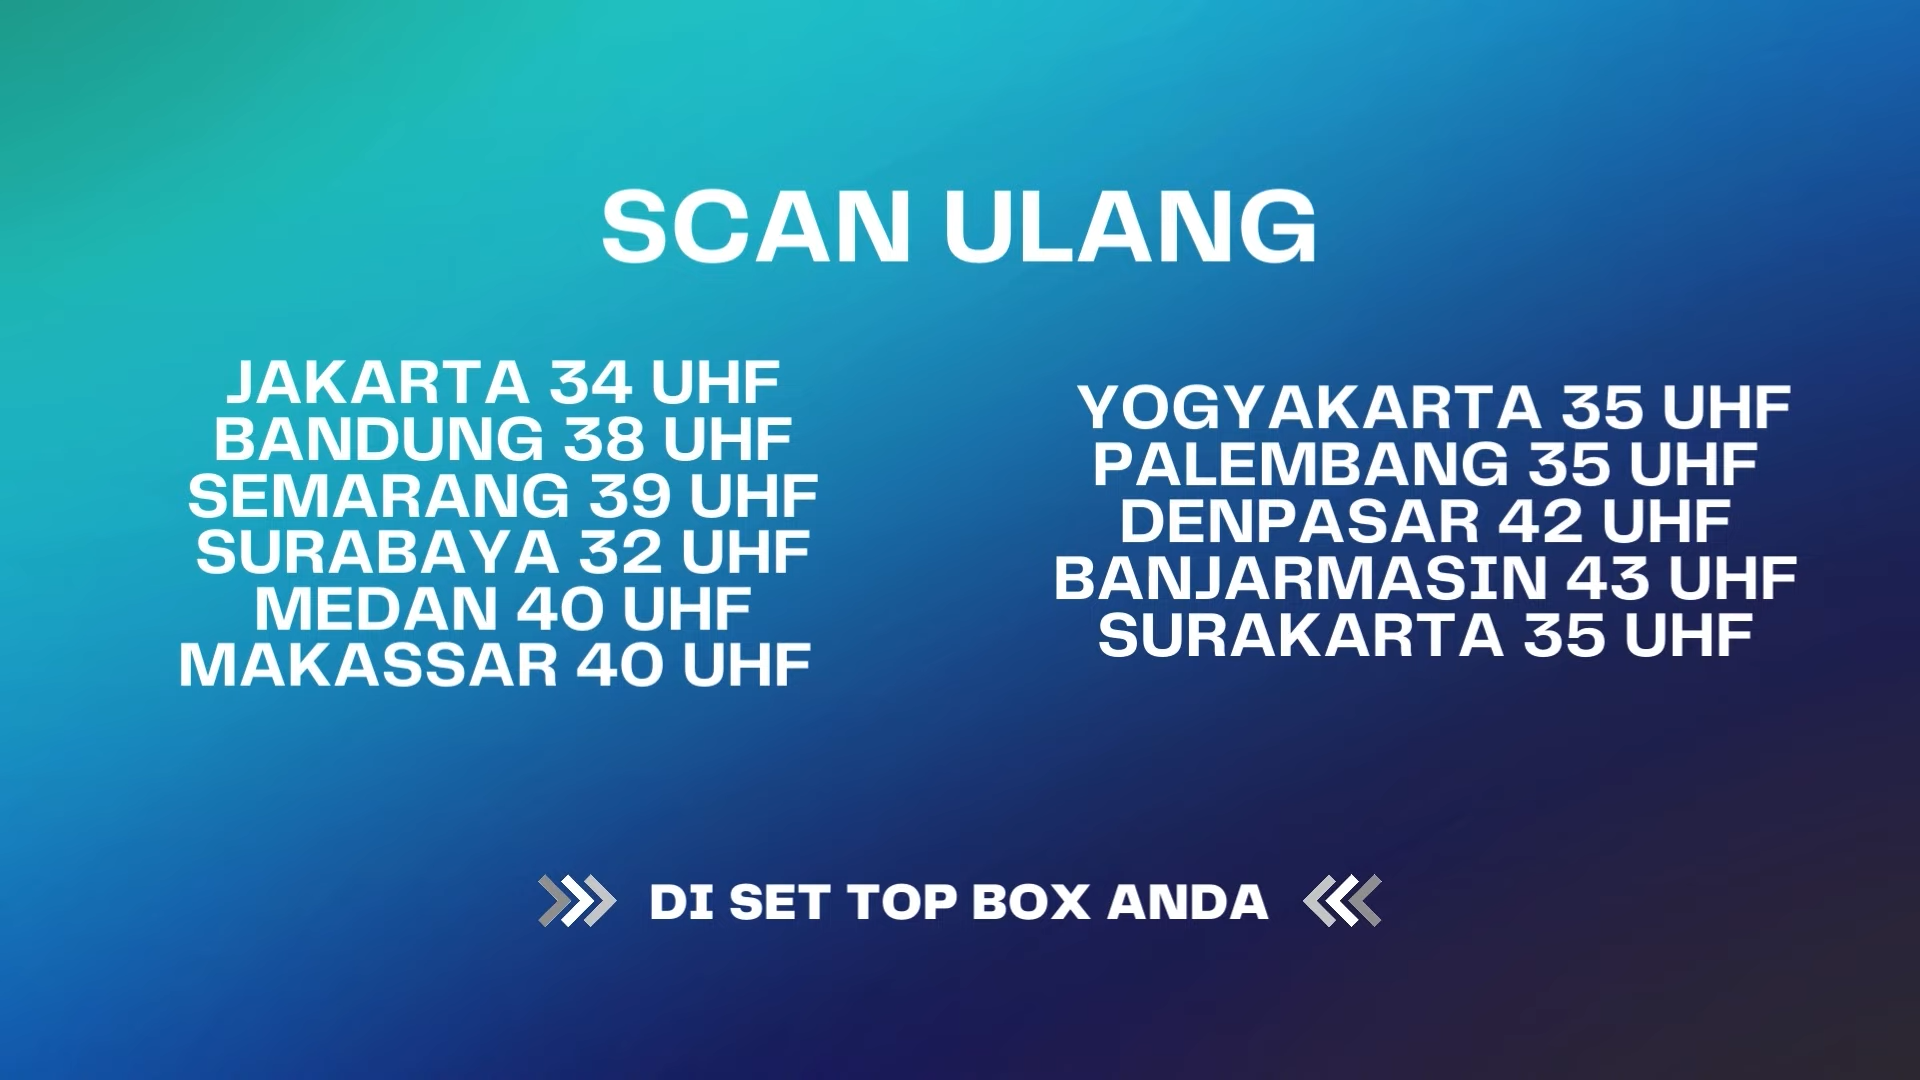 SCAN ULANG
JAKARTA 34 UHF
BANDUNG 38 UHF
SEMARANG 39 UHF
SURABAYA 32 UHF
MEDAN 40 UHF
MAKASSAR 40 UHF
YOGYAKARTA 35 UHF
PALEMBANG 35 UHF
DENPASAR 42 UHF
BANJARMASIN 43 UHF
SURAKARTA 35 UHF
DI SET TOP BOX ANDA